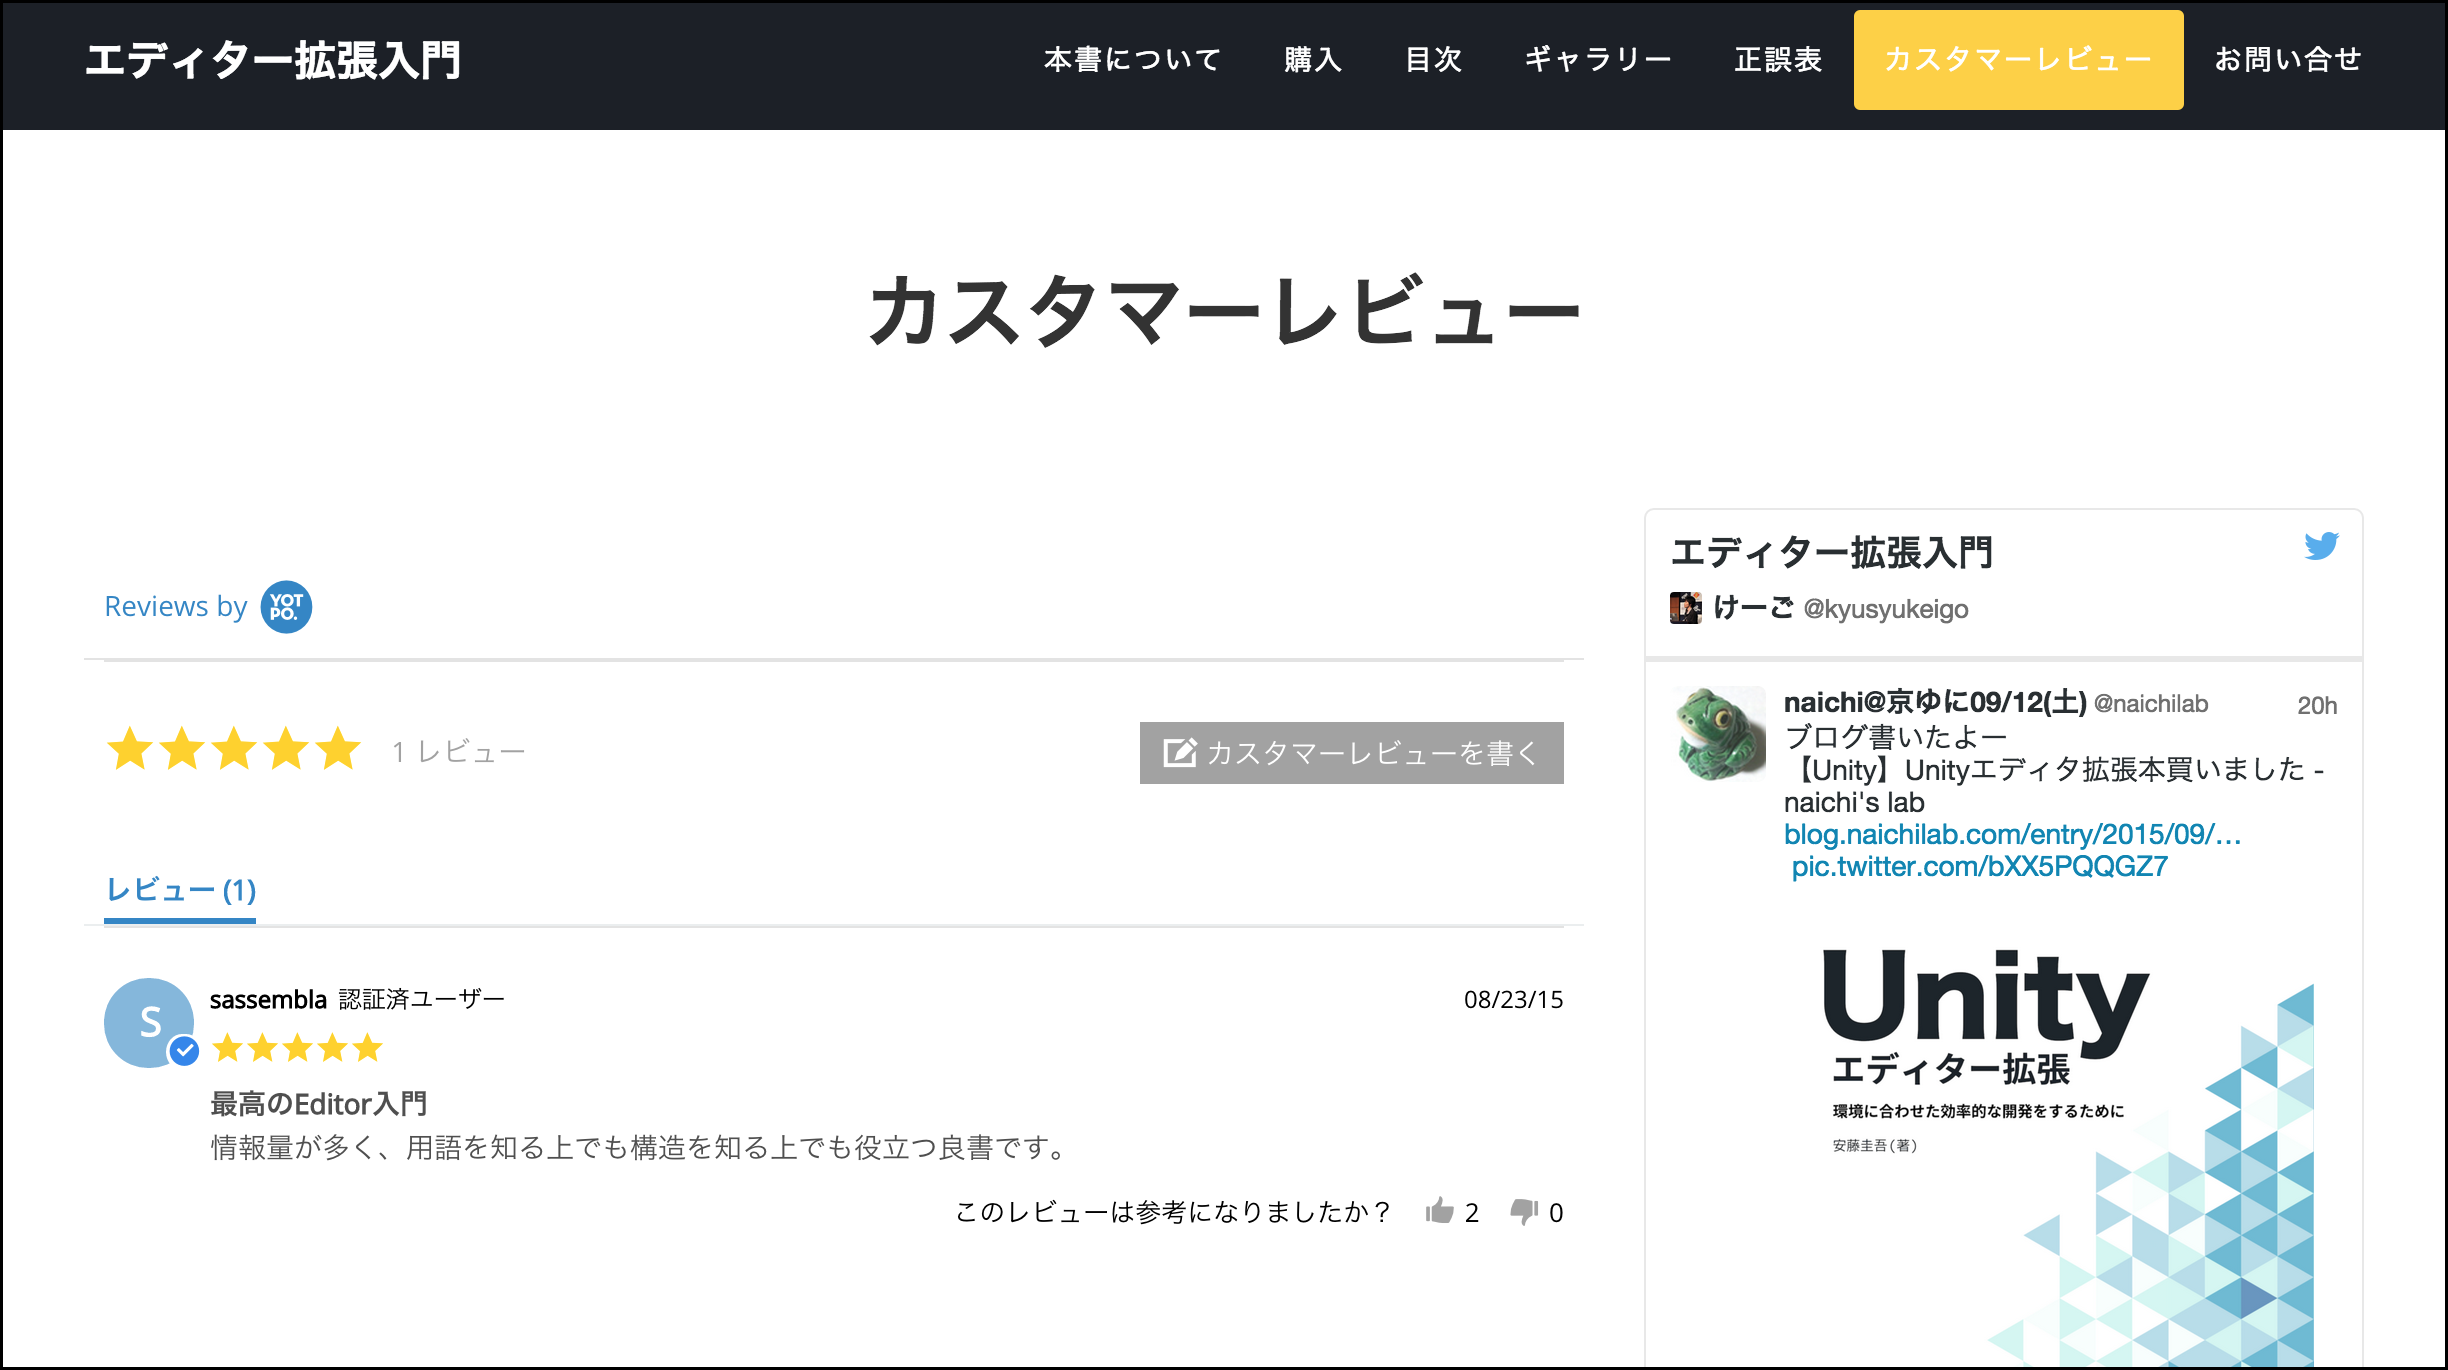 エディター拡張入門
本書について
購入
目次
ギャラリー
正誤表
カスタマーレビュー
お問い合せ
カスタマーレビュー
Reviews by YOTPO.
1 レビュー
カスタマーレビューを書く
レビュー (1)
S
sassembla 認証済ユーザー
08/23/15
最高のEditor入門
情報量が多く、用語を知る上でも構造を知る上でも役立つ良書です。
このレビューは参考になりましたか？ 2 0
エディター拡張入門
けーご @kyusyukeigo
naichi@京ゆに09/12(土) @naichilab 20h
ブログ書いたよー
【Unity】Unityエディタ拡張本買いました -
naichi's lab
blog.naichilab.com/entry/2015/09/…
pic.twitter.com/bXX5PQQGZ7
Unity
エディター拡張
環境に合わせた効率的な開発をするために
安藤圭吾(著)